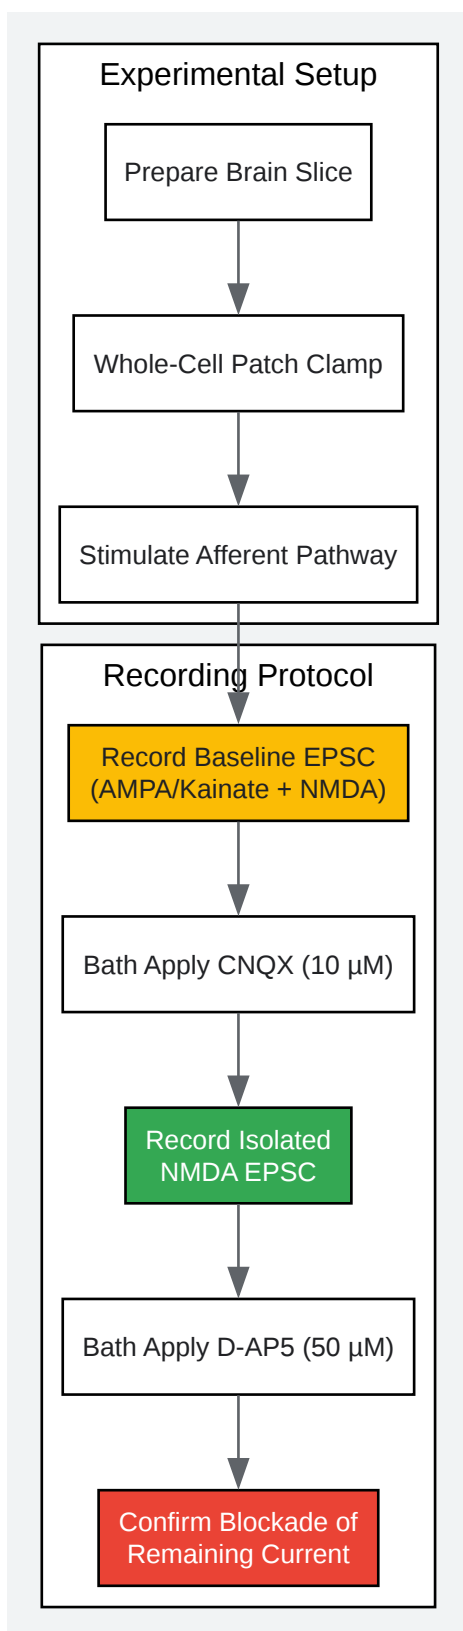 Experimental Setup
Prepare Brain Slice
Whole-Cell Patch Clamp
Stimulate Afferent Pathway
Recording Protocol
Record Baseline EPSC
(AMPA/Kainate + NMDA)
Bath Apply CNQX (10 µM)
Record Isolated
NMDA EPSC
Bath Apply D-AP5 (50 µM)
Confirm Blockade of
Remaining Current